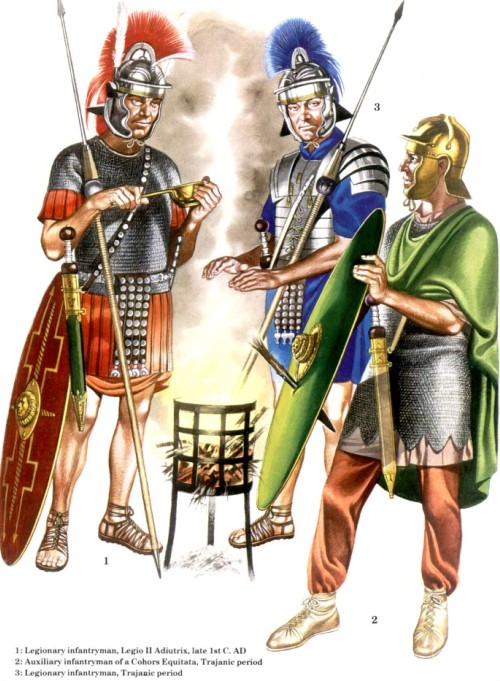 3
1
2
1: Legionary infantryman, Legio II Adiutrix, late 1st C. AD
2: Auxiliary infantryman of a Cohors Equitata, Trajanic period
3: Legionary infantryman, Trajanic period